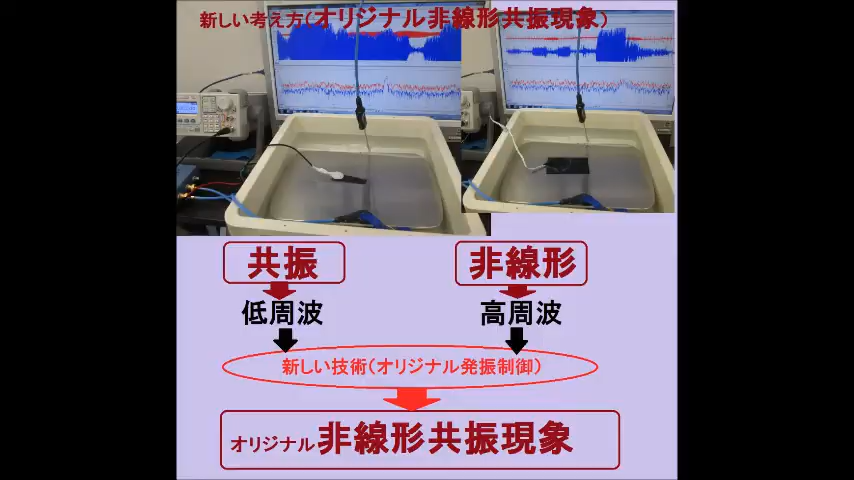 新しい考え方(オリジナル非線形共振現象)
共振
非線形
低周波
高周波
新しい技術(オリジナル発振制御)
オリジナル非線形共振現象